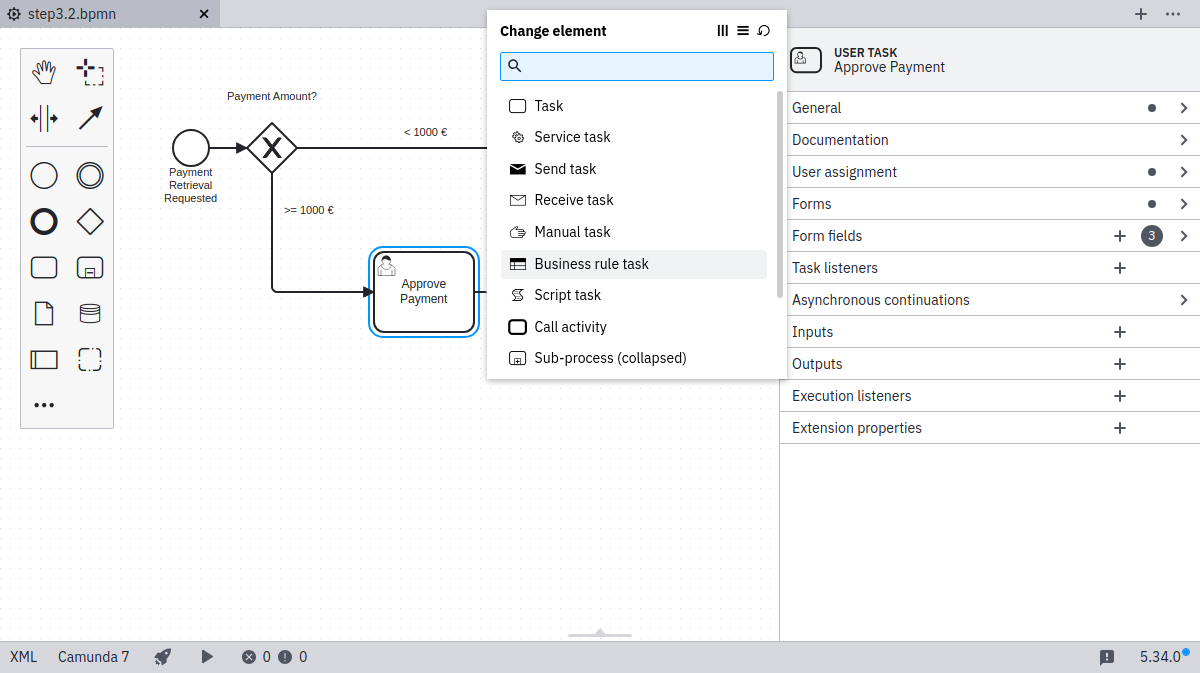 step3.2.bpmn
Payment Amount?
< 1000 €
Payment
Retrieval
Requested
>= 1000 €
Approve
Payment
Change element
Task
Service task
Send task
Receive task
Manual task
Business rule task
Script task
Call activity
Sub-process (collapsed)
USER TASK
Approve Payment
General
Documentation
User assignment
Forms
Form fields 3
Task listeners
Asynchronous continuations
Inputs
Outputs
Execution listeners
Extension properties
XML Camunda 7 0 0 5.34.0